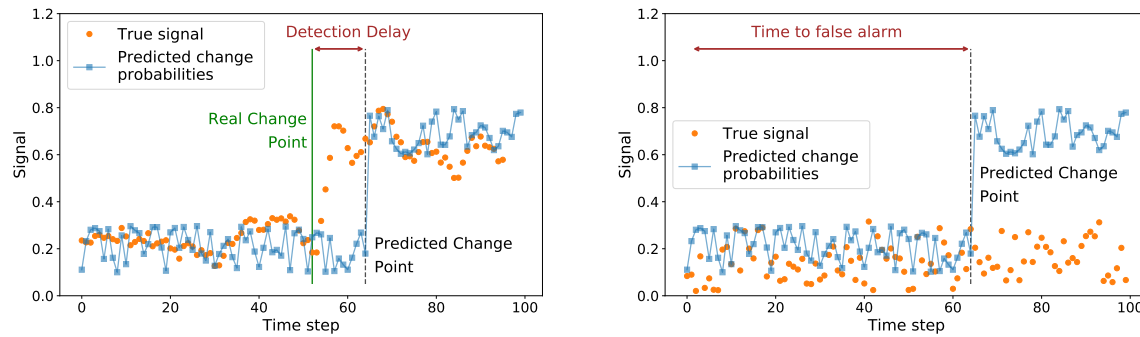 1.2
1.0
0.8
0.6
0.4
0.2
0.0
Signal
True signal
Predicted change
probabilities
Detection Delay
Real Change
Point
Predicted Change
Point
0
20
40
60
80
100
Time step
1.2
1.0
0.8
0.6
0.4
0.2
0.0
Signal
Time to false alarm
True signal
Predicted change
probabilities
Predicted Change
Point
0
20
40
60
80
100
Time step